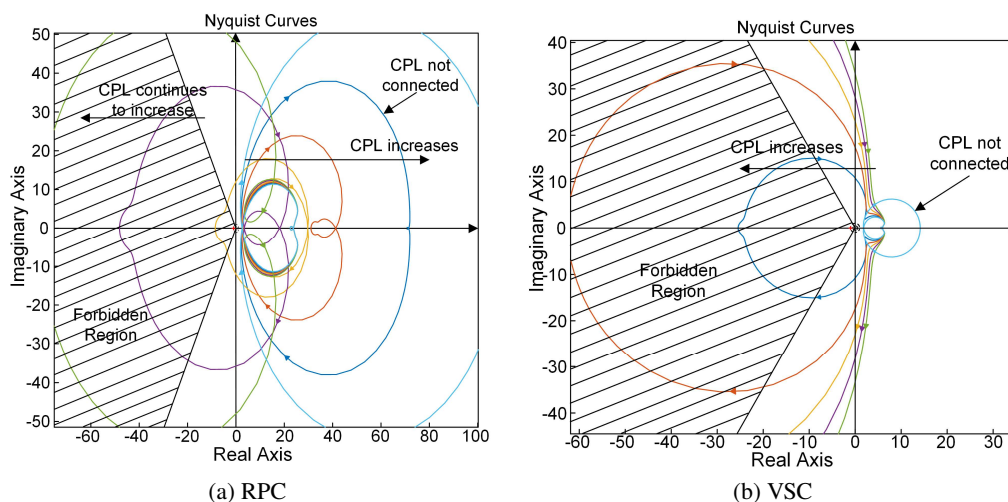 Nyquist Curves
50
40
30
20
10
0
-10
-20
-30
-40
-50
-60
-40
-20
0
20
40
60
80
100
Imaginary Axis
Real Axis
CPL continues
to increase
CPL not
connected
CPL increases
Forbidden
Region
(a) RPC
Nyquist Curves
40
30
20
10
0
-10
-20
-30
-40
-60
-50
-40
-30
-20
-10
0
10
20
30
Imaginary Axis
Real Axis
CPL increases
CPL not
connected
Forbidden
Region
(b) VSC